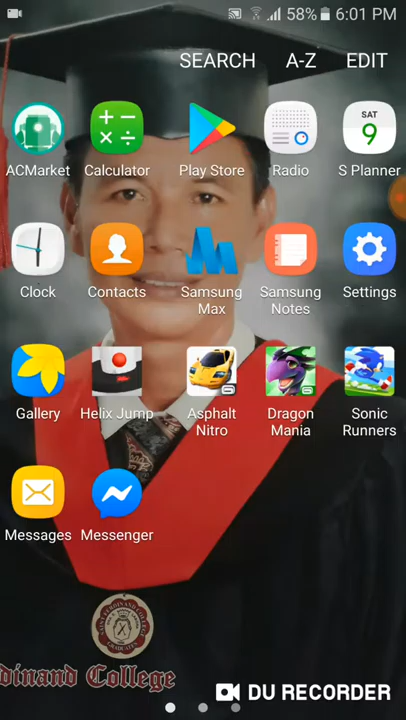 58% 6:01 PM
SEARCH A-Z EDIT
SAT
9
ACMarket Calculator Play Store Radio S Planner
Clock Contacts Samsung Max Samsung Notes Settings
Gallery Helix Jump Asphalt Nitro Dragon Mania Sonic Runners
Messages Messenger
dinand College
DU RECORDER